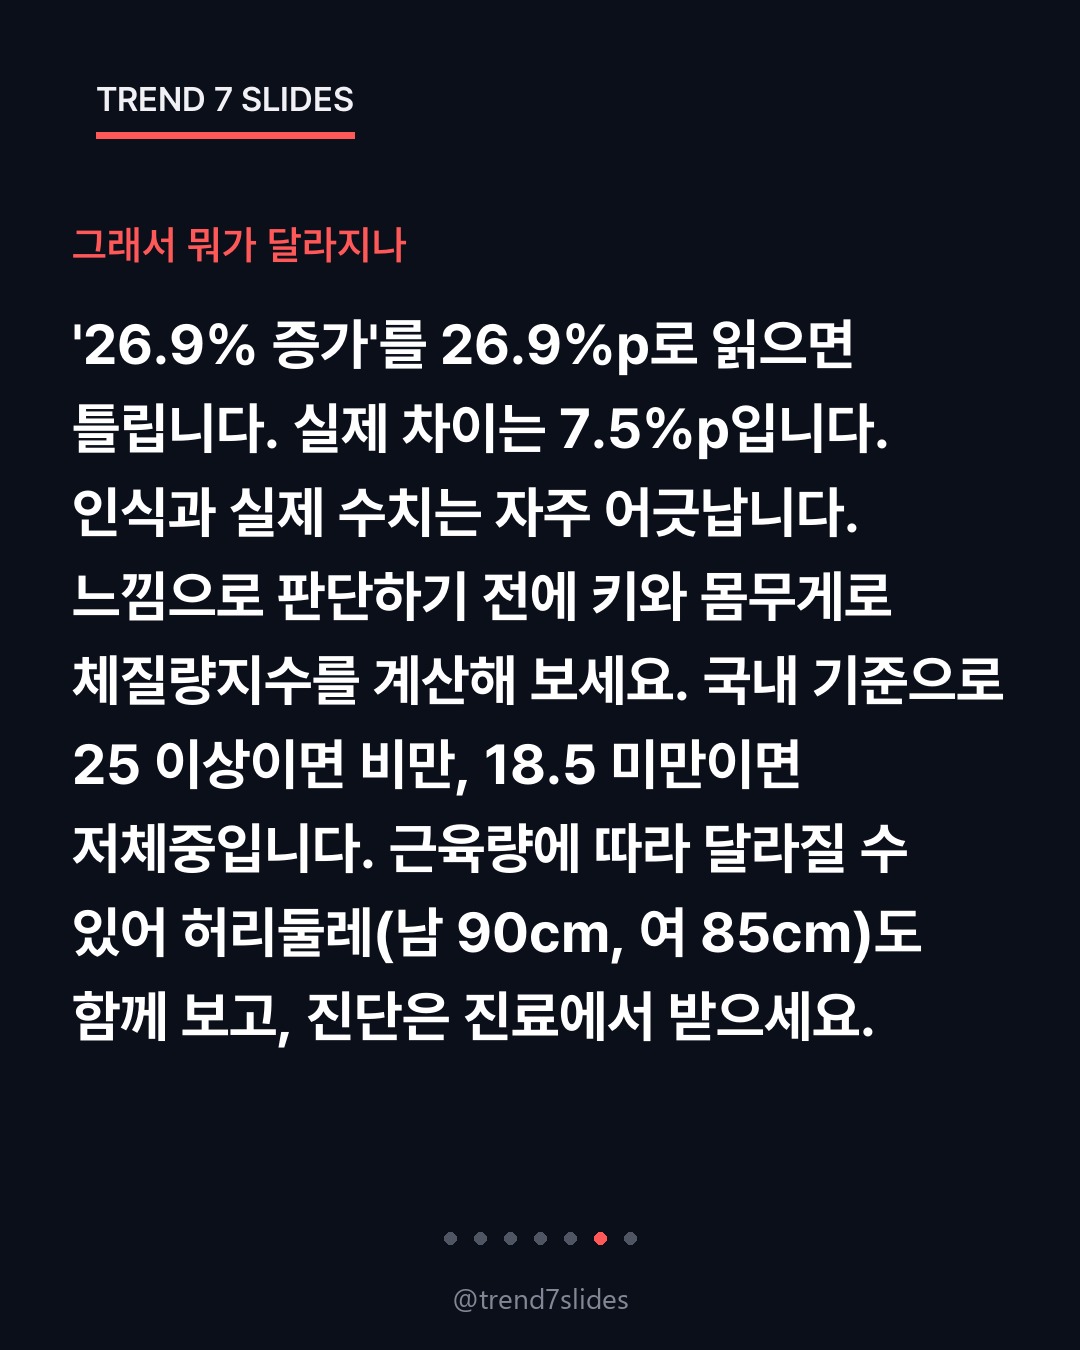 TREND 7 SLIDES
그래서 뭐가 달라지나
'26.9% 증가'를 26.9%p로 읽으면
틀립니다. 실제 차이는 7.5%p입니다.
인식과 실제 수치는 자주 어긋납니다.
느낌으로 판단하기 전에 키와 몸무게로
체질량지수를 계산해 보세요. 국내 기준으로
25 이상이면 비만, 18.5 미만이면
저체중입니다. 근육량에 따라 달라질 수
있어 허리둘레(남 90cm, 여 85cm)도
함께 보고, 진단은 진료에서 받으세요.
@trend7slides